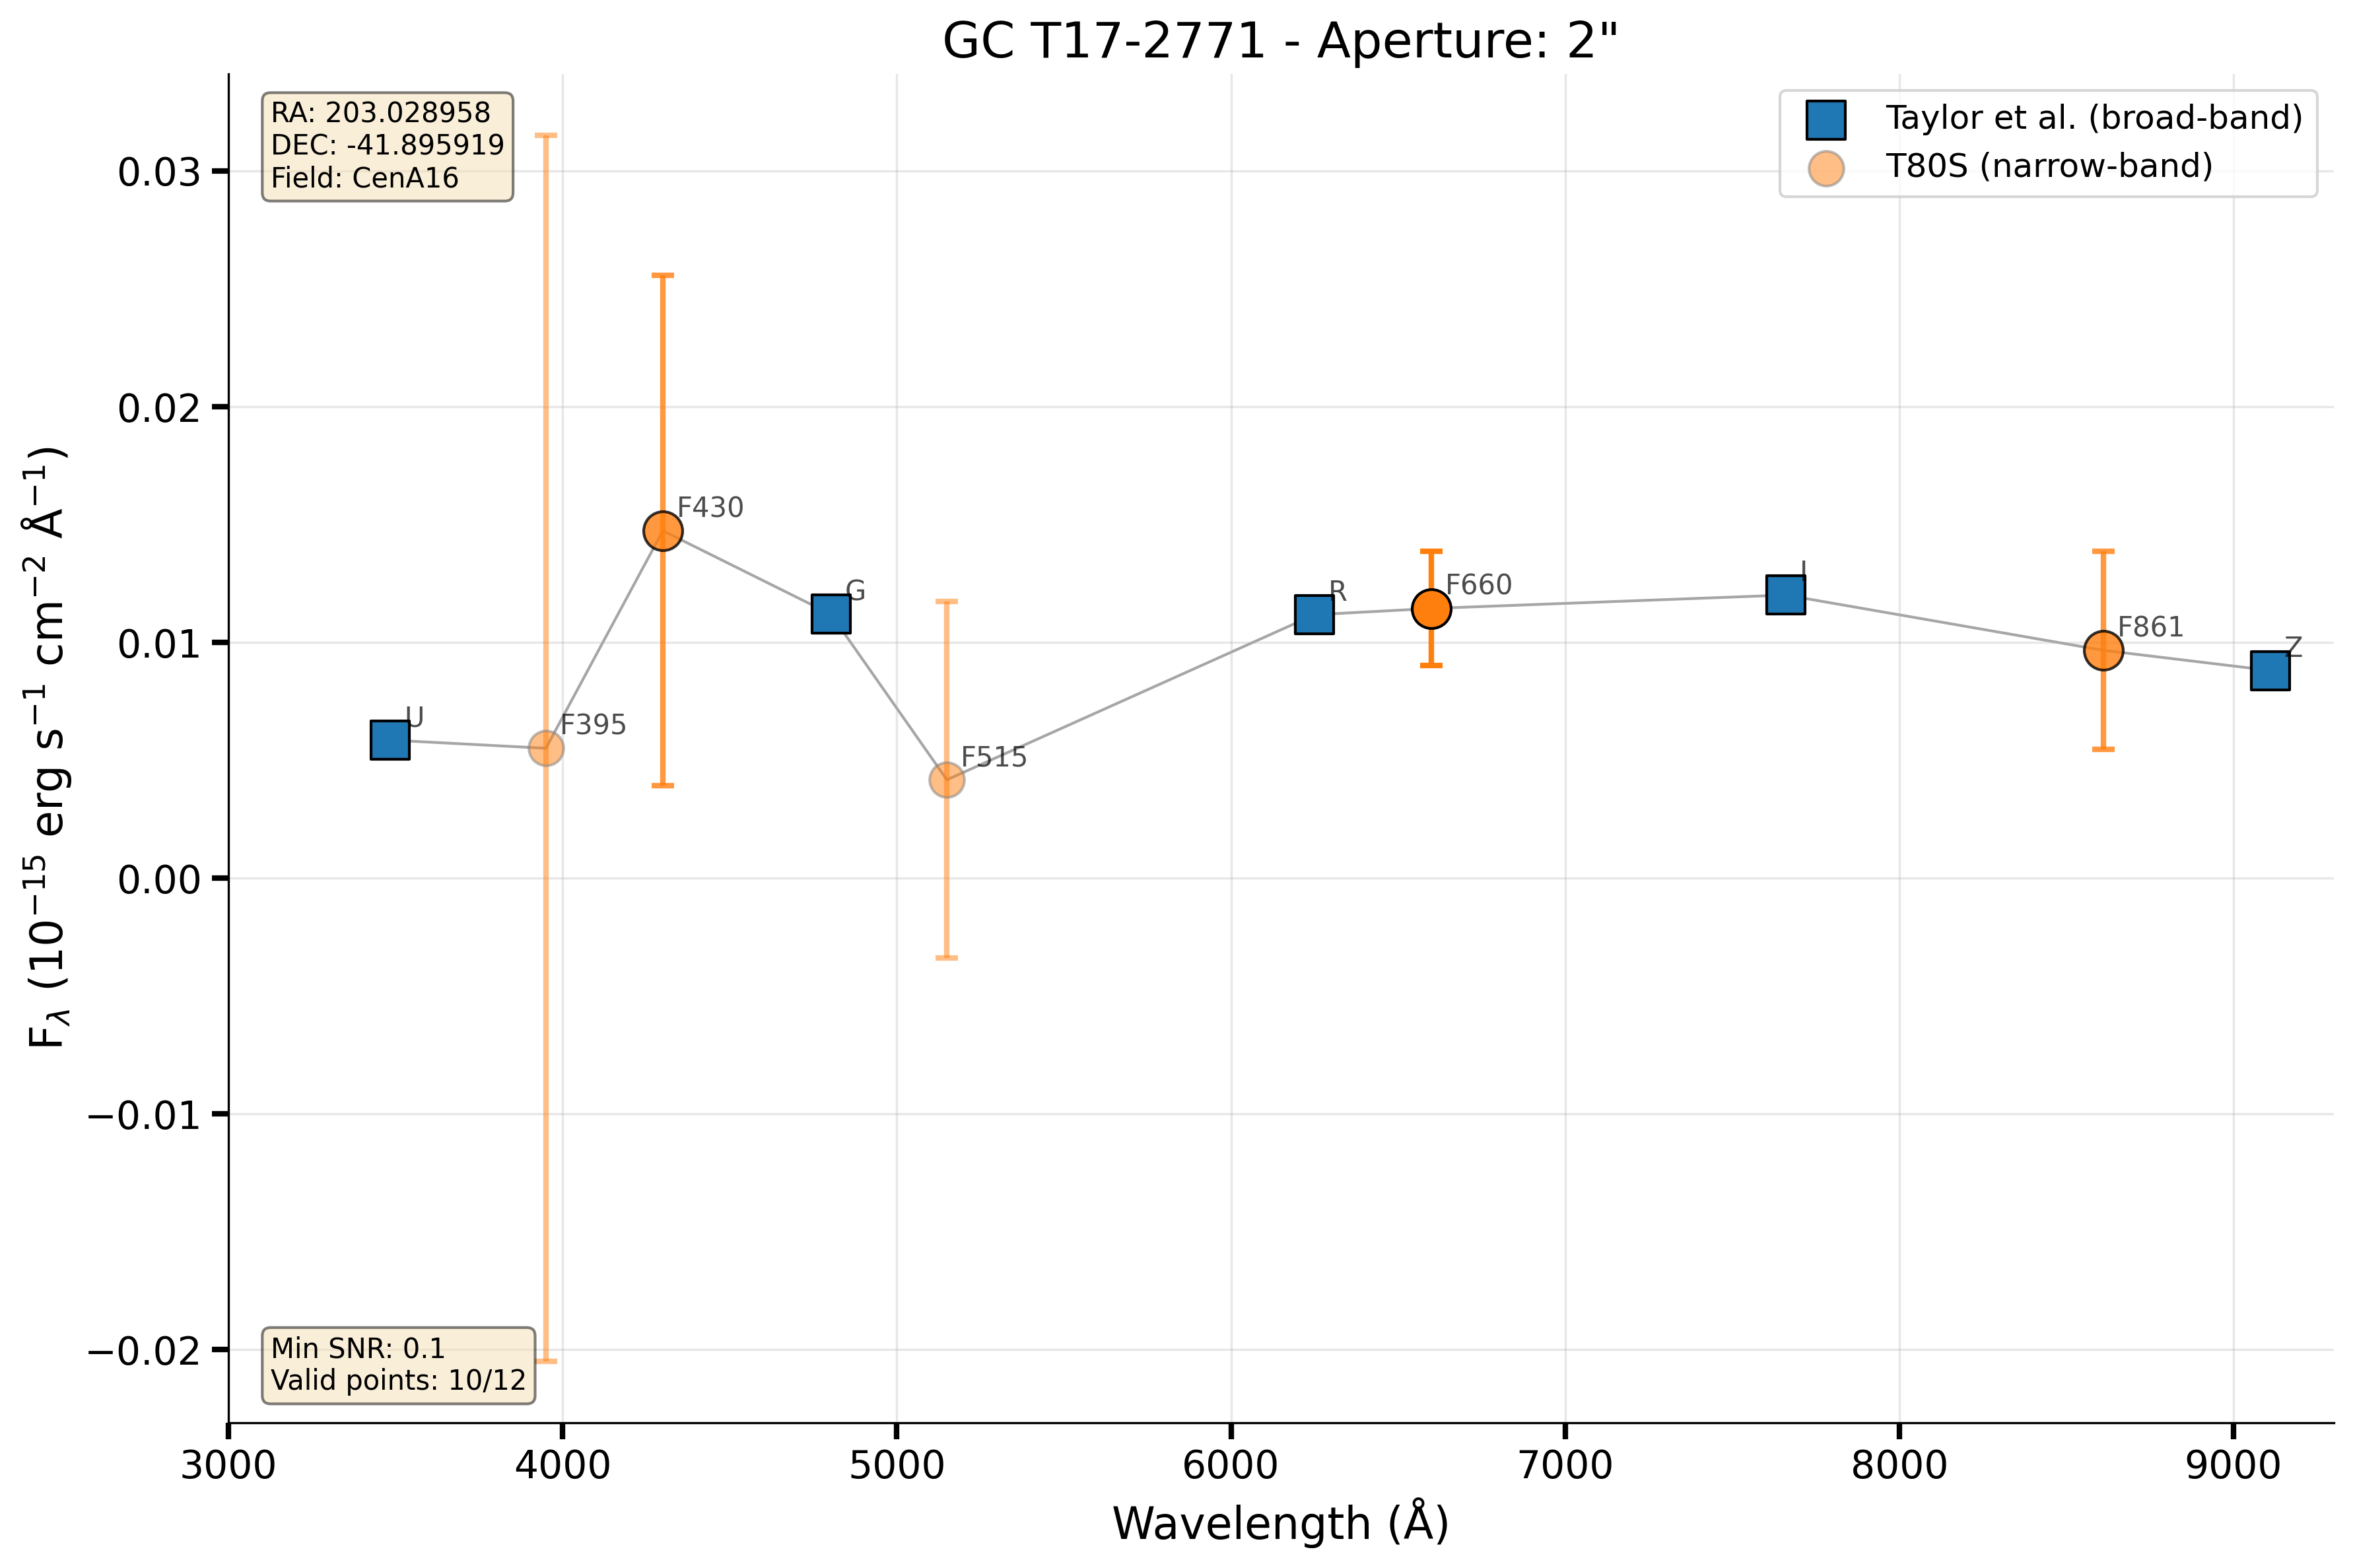 GC T17-2771 - Aperture: 2"
RA: 203.028958
DEC: -41.895919
Field: CenA16
Taylor et al. (broad-band)
T80S (narrow-band)
0.03
0.02
0.01
0.00
−0.01
−0.02
F430
G
R
F660
I
F861
Z
U
F395
F515
Min SNR: 0.1
Valid points: 10/12
3000 4000 5000 6000 7000 8000 9000
Wavelength (Å)
Fλ (10⁻¹⁵ erg s⁻¹ cm⁻² Å⁻¹)